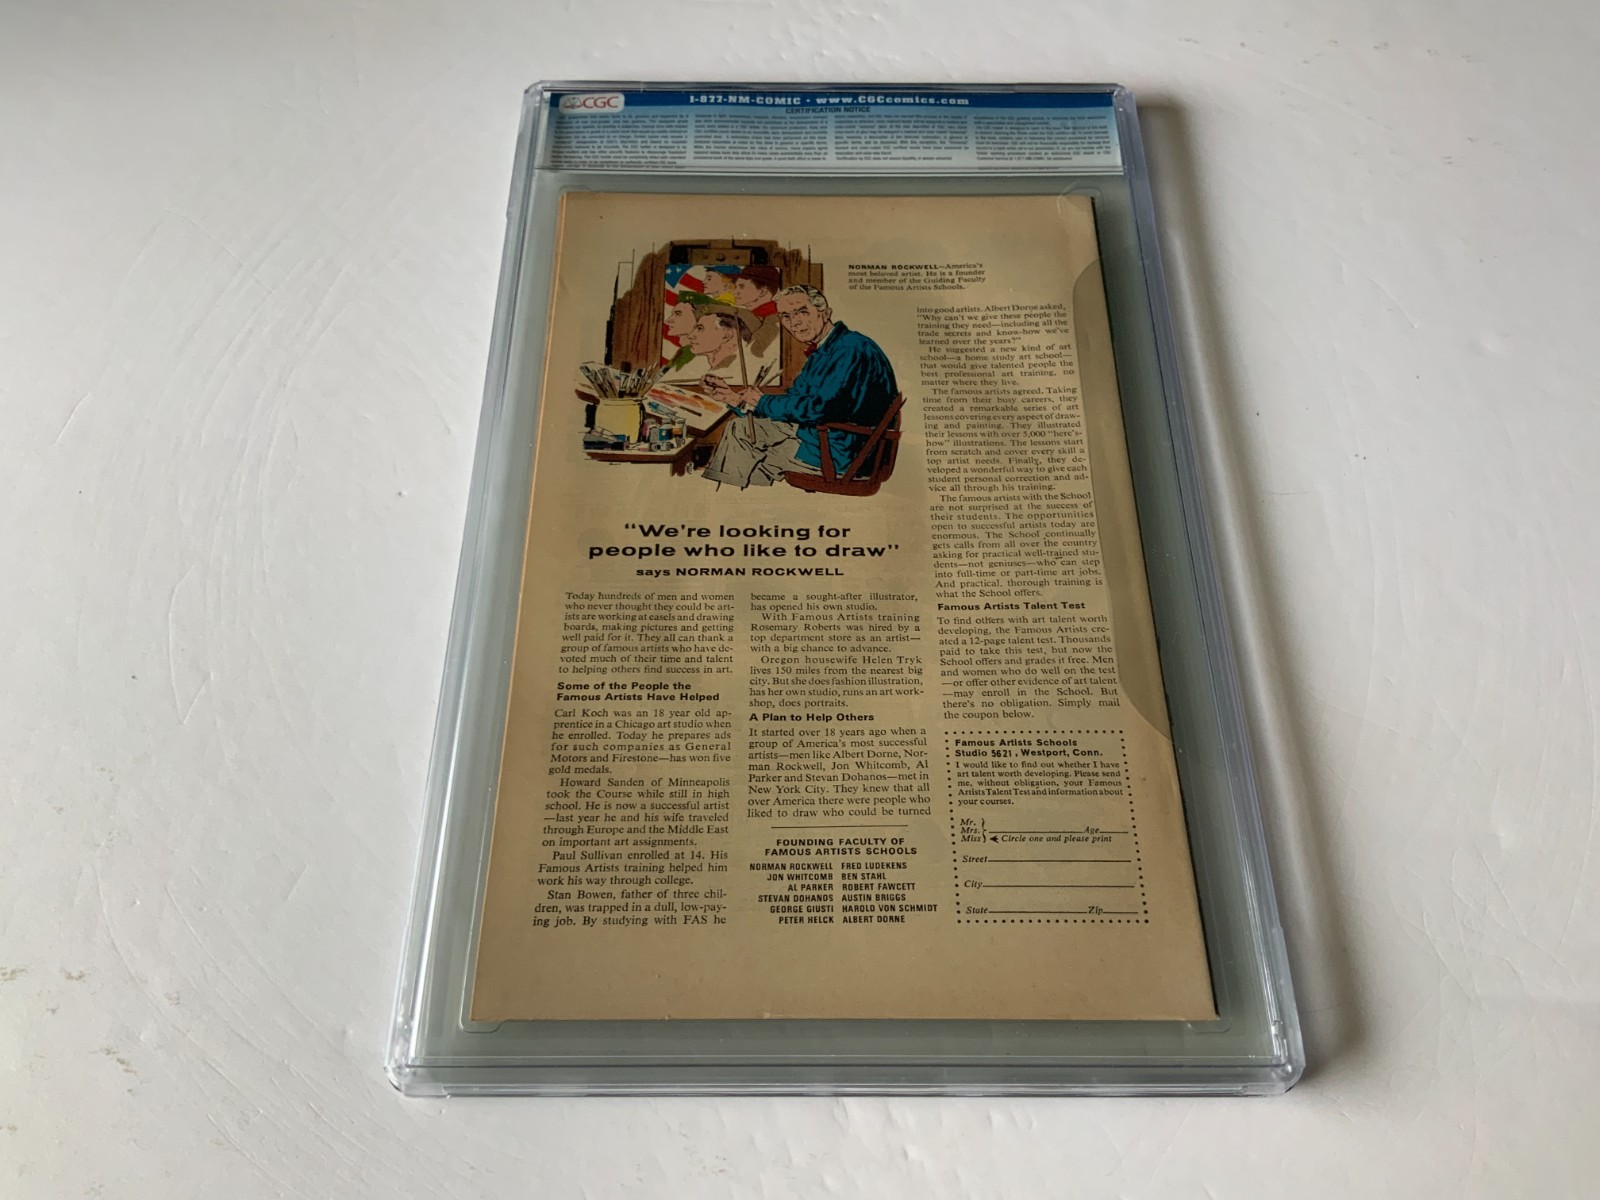 CGC
1-877-NM-COMIC • www.CGCcomics.com
CERTIFICATION NOTICE
NORMAN ROCKWELL—America's
most beloved artist. He is a founder
and member of the Guiding Faculty
of the Famous Artists Schools.
"We're looking for
people who like to draw"
says NORMAN ROCKWELL
Today hundreds of men and women
who never thought they could be art-
ists are working at easels and drawing
boards, making pictures and getting
well paid for it. They all can thank a
group of famous artists who have de-
voted much of their time and talent
to helping others find success in art.
Some of the People the
Famous Artists Have Helped
Carl Koch was an 18 year old ap-
prentice in a Chicago art studio when
he enrolled. Today he prepares ads
for such companies as General
Motors and Firestone—has won five
gold medals.
Howard Sanden of Minneapolis
took the Course while still in high
school. He is now a successful artist
—last year he and his wife traveled
through Europe and the Middle East
on important art assignments.
Paul Sullivan enrolled at 14. His
Famous Artists training helped him
work his way through college.
Stan Bowen, father of three chil-
dren, was trapped in a dull, low-pay-
ing job. By studying with FAS he
became a sought-after illustrator,
has opened his own studio.
With Famous Artists training
Rosemary Roberts was hired by a
top department store as an artist—
with a big chance to advance.
Oregon housewife Helen Tryk
lives 150 miles from the nearest big
city. But she does fashion illustration,
has her own studio, runs an art work-
shop, does portraits.
A Plan to Help Others
It started over 18 years ago when a
group of America's most successful
artists—men like Albert Dorne, Nor-
man Rockwell, Jon Whitcomb, Al
Parker and Stevan Dohanos—met in
New York City. They knew that all
over America there were people who
liked to draw who could be turned
into good artists. Albert Dorne asked,
"Why can't we give these people the
training they need—including all the
trade secrets and know-how we've
learned over the years?"
He suggested a new kind of art
school—a home study art school—
that would give talented people the
best professional art training, no
matter where they live.
The famous artists agreed. Taking
time from their busy careers, they
created a remarkable series of art
lessons covering every aspect of draw-
ing and painting. They illustrated
their lessons with over 5,000 "here's-
how" illustrations. The lessons start
from scratch and cover every skill a
top artist needs. Finally, they de-
veloped a wonderful way to give each
student personal correction and ad-
vice all through his training.
The famous artists with the School
are not surprised at the success of
their students. The opportunities
open to successful artists today are
enormous. The School continually
gets calls from all over the country
asking for practical well-trained stu-
dents—not geniuses—who can step
into full-time or part-time art jobs.
And practical, thorough training is
what the School offers.
Famous Artists Talent Test
To find others with art talent worth
developing, the Famous Artists cre-
ated a 12-page talent test. Thousands
paid to take this test, but now the
School offers and grades it free. Men
and women who do well on the test
—or offer other evidence of art talent
—may enroll in the School. But
there's no obligation. Simply mail
the coupon below.
FOUNDING FACULTY OF
FAMOUS ARTISTS SCHOOLS
NORMAN ROCKWELL FRED LUDEKENS
JON WHITCOMB BEN STAHL
AL PARKER ROBERT FAWCETT
STEVAN DOHANOS AUSTIN BRIGGS
GEORGE GIUSTI HAROLD VON SCHMIDT
PETER HELCK ALBERT DORNE
Famous Artists Schools
Studio 5621, Westport, Conn.
I would like to find out whether I have
art talent worth developing. Please send
me, without obligation, your Famous
Artists Talent Test and information about
your courses.
Mr.
Mrs. Age
Miss Circle one and please print
Street
City
State Zip